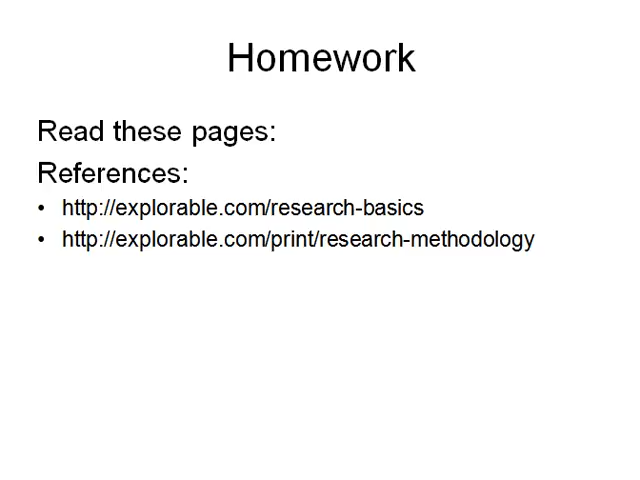 Homework
Read these pages:
References:
• http://explorable.com/research-basics
• http://explorable.com/print/research-methodology